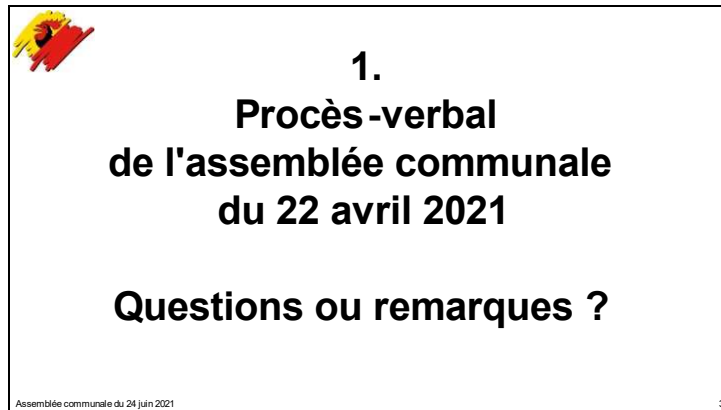 1.
Procès-verbal
de l'assemblée communale
du 22 avril 2021
Questions ou remarques ?
Assemblée communale du 24 juin 2021
3